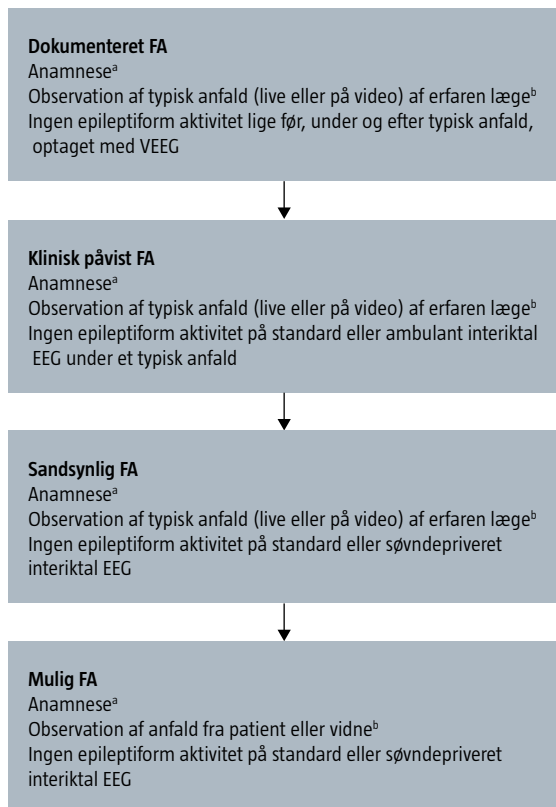 Dokumenteret FA
Anamneseᵃ
Observation af typisk anfald (live eller på video) af erfaren lægeᵇ
Ingen epileptiform aktivitet lige før, under og efter typisk anfald,
optaget med VEEG
Klinisk påvist FA
Anamneseᵃ
Observation af typisk anfald (live eller på video) af erfaren lægeᵇ
Ingen epileptiform aktivitet på standard eller ambulant interiktal
EEG under et typisk anfald
Sandsynlig FA
Anamneseᵃ
Observation af typisk anfald (live eller på video) af erfaren lægeᵇ
Ingen epileptiform aktivitet på standard eller søvndepriveret
interiktal EEG
Mulig FA
Anamneseᵃ
Observation af anfald fra patient eller vidneᵇ
Ingen epileptiform aktivitet på standard eller søvndepriveret
interiktal EEG